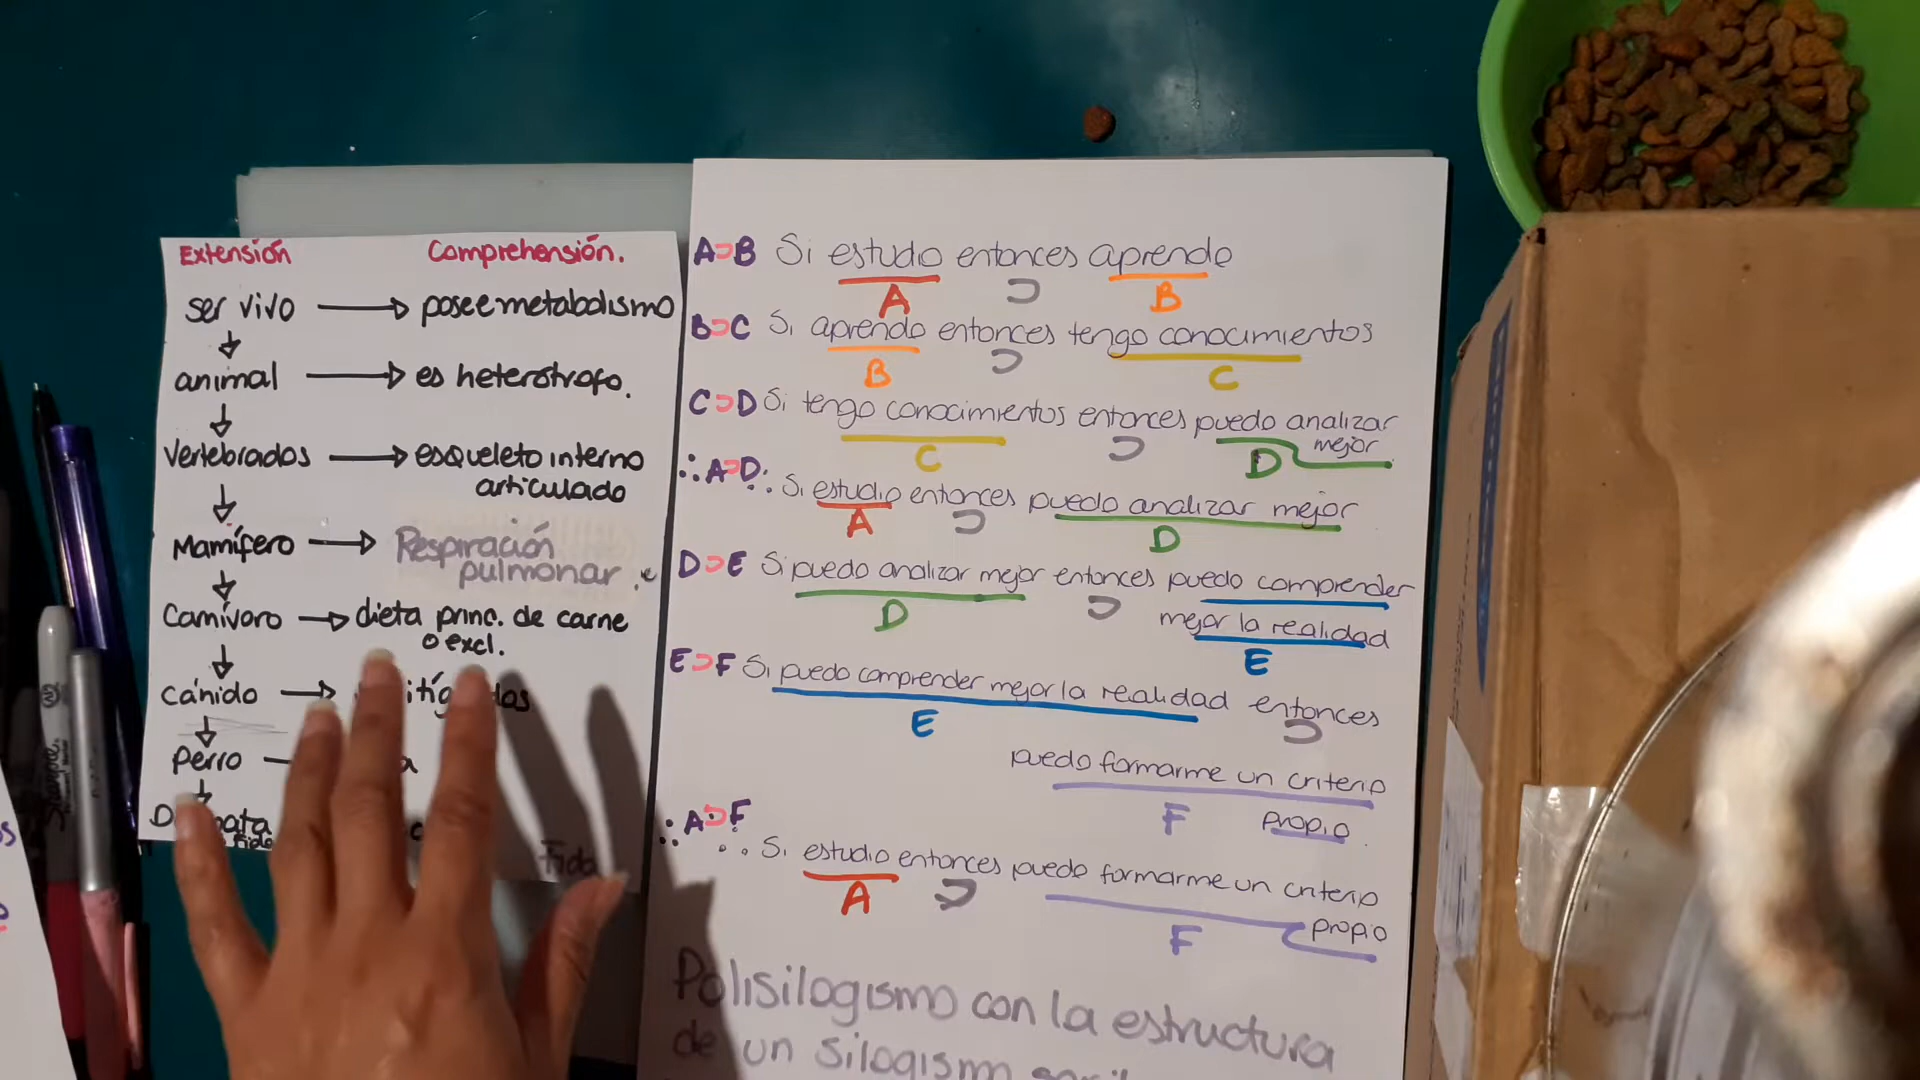 Extensión Comprehensión.
ser vivo posee metabolismo
animal es heterótrofo.
Vertebrados esqueleto interno
articulado
Mamífero Respiración
pulmonar.
Carnívoro dieta princ. de carne
o excl.
Cánido
Perro
Fido
A⊃B Si estudio entonces aprendo
A ⊃ B
B⊃C Si aprendo entonces tengo conocimientos
B ⊃ C
C⊃D Si tengo conocimientos entonces puedo analizar
mejor
C ⊃ D
∴ A⊃D ∴ Si estudio entonces puedo analizar mejor
A ⊃ D
D⊃E Si puedo analizar mejor entonces puedo comprender
D ⊃ mejor la realidad
E
E⊃F Si puedo comprender mejor la realidad entonces
E ⊃
puedo formarme un criterio
F propio
∴ A⊃F
∴ Si estudio entonces puedo formarme un criterio
A ⊃ F propio
Polisilogismo con la estructura
de un silogismo
Sharpie